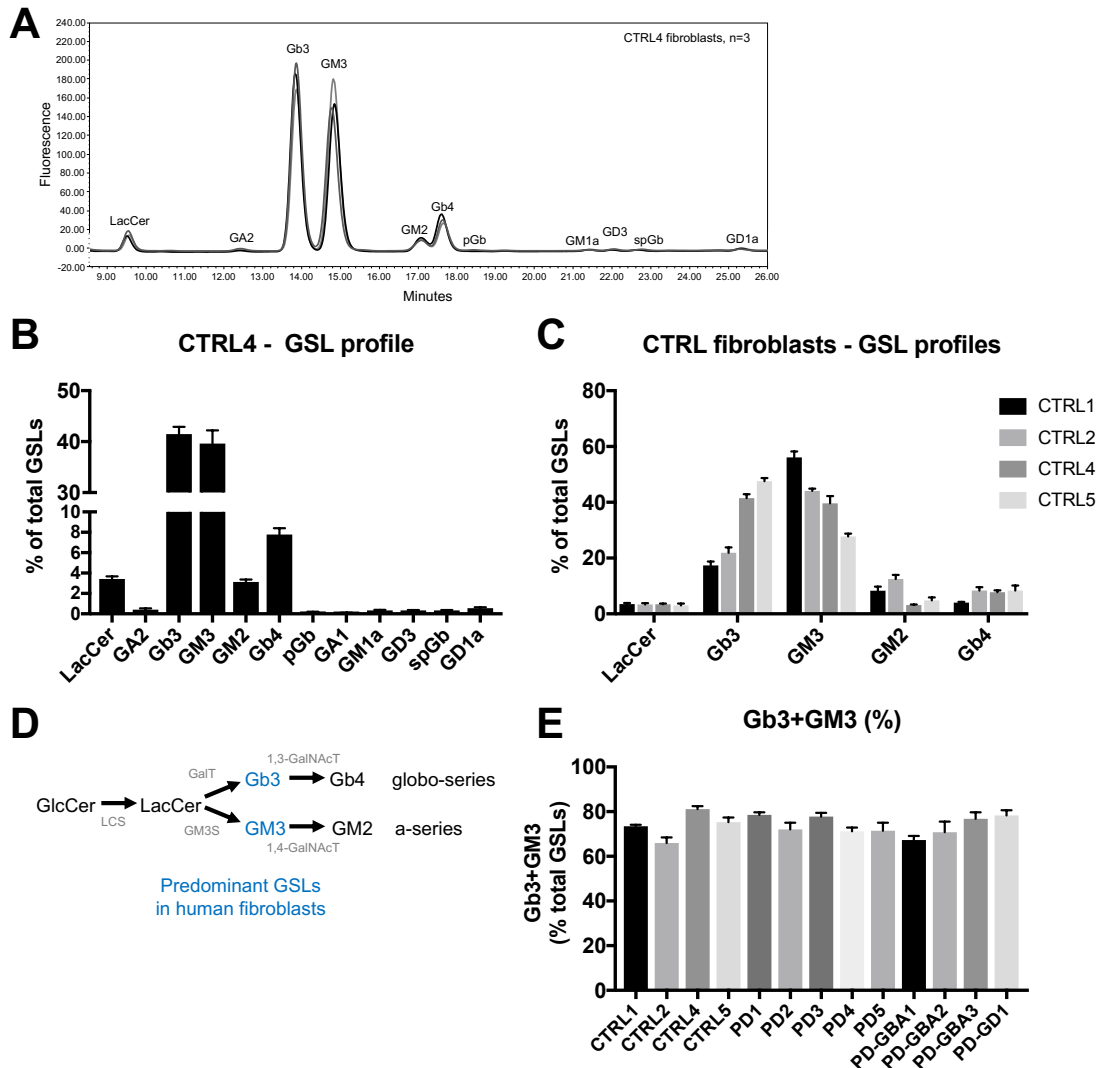 A
240.00
220.00
200.00
180.00
160.00
140.00
120.00
100.00
80.00
60.00
40.00
20.00
0.00
-20.00
Fluorescence
CTRL4 fibroblasts, n=3
LacCer
GA2
Gb3
GM3
GM2
Gb4
pGb
GM1a
GD3
spGb
GD1a
9.00 10.00 11.00 12.00 13.00 14.00 15.00 16.00 17.00 18.00 19.00 20.00 21.00 22.00 23.00 24.00 25.00 26.00
Minutes
B
CTRL4 - GSL profile
% of total GSLs
50
40
30
10
8
6
4
2
0
LacCer
GA2
Gb3
GM3
GM2
Gb4
pGb
GA1
GM1a
GD3
spGb
GD1a
C
CTRL fibroblasts - GSL profiles
% of total GSLs
80
60
40
20
0
LacCer
Gb3
GM3
GM2
Gb4
CTRL1
CTRL2
CTRL4
CTRL5
D
1,3-GalNAcT
GalT
Gb3 Gb4 globo-series
GlcCer LacCer
LCS
GM3S
GM3 GM2 a-series
1,4-GalNAcT
Predominant GSLs
in human fibroblasts
E
Gb3+GM3 (%)
Gb3+GM3
(% total GSLs)
100
80
60
40
20
0
CTRL1
CTRL2
CTRL4
CTRL5
PD1
PD2
PD3
PD4
PD5
PD-GBA1
PD-GBA2
PD-GBA3
PD-GD1